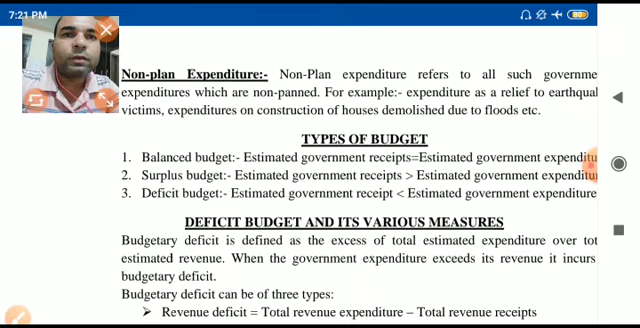 7:21 PM
80
Non-plan Expenditure:- Non-Plan expenditure refers to all such governme
expenditures which are non-panned. For example:- expenditure as a relief to earthqual
victims, expenditures on construction of houses demolished due to floods etc.
TYPES OF BUDGET
1. Balanced budget:- Estimated government receipts=Estimated government expenditu
2. Surplus budget:- Estimated government receipts > Estimated government expenditu
3. Deficit budget:- Estimated government receipt < Estimated government expenditure
DEFICIT BUDGET AND ITS VARIOUS MEASURES
Budgetary deficit is defined as the excess of total estimated expenditure over tot
estimated revenue. When the government expenditure exceeds its revenue it incurs
budgetary deficit.
Budgetary deficit can be of three types:
➢ Revenue deficit = Total revenue expenditure – Total revenue receipts